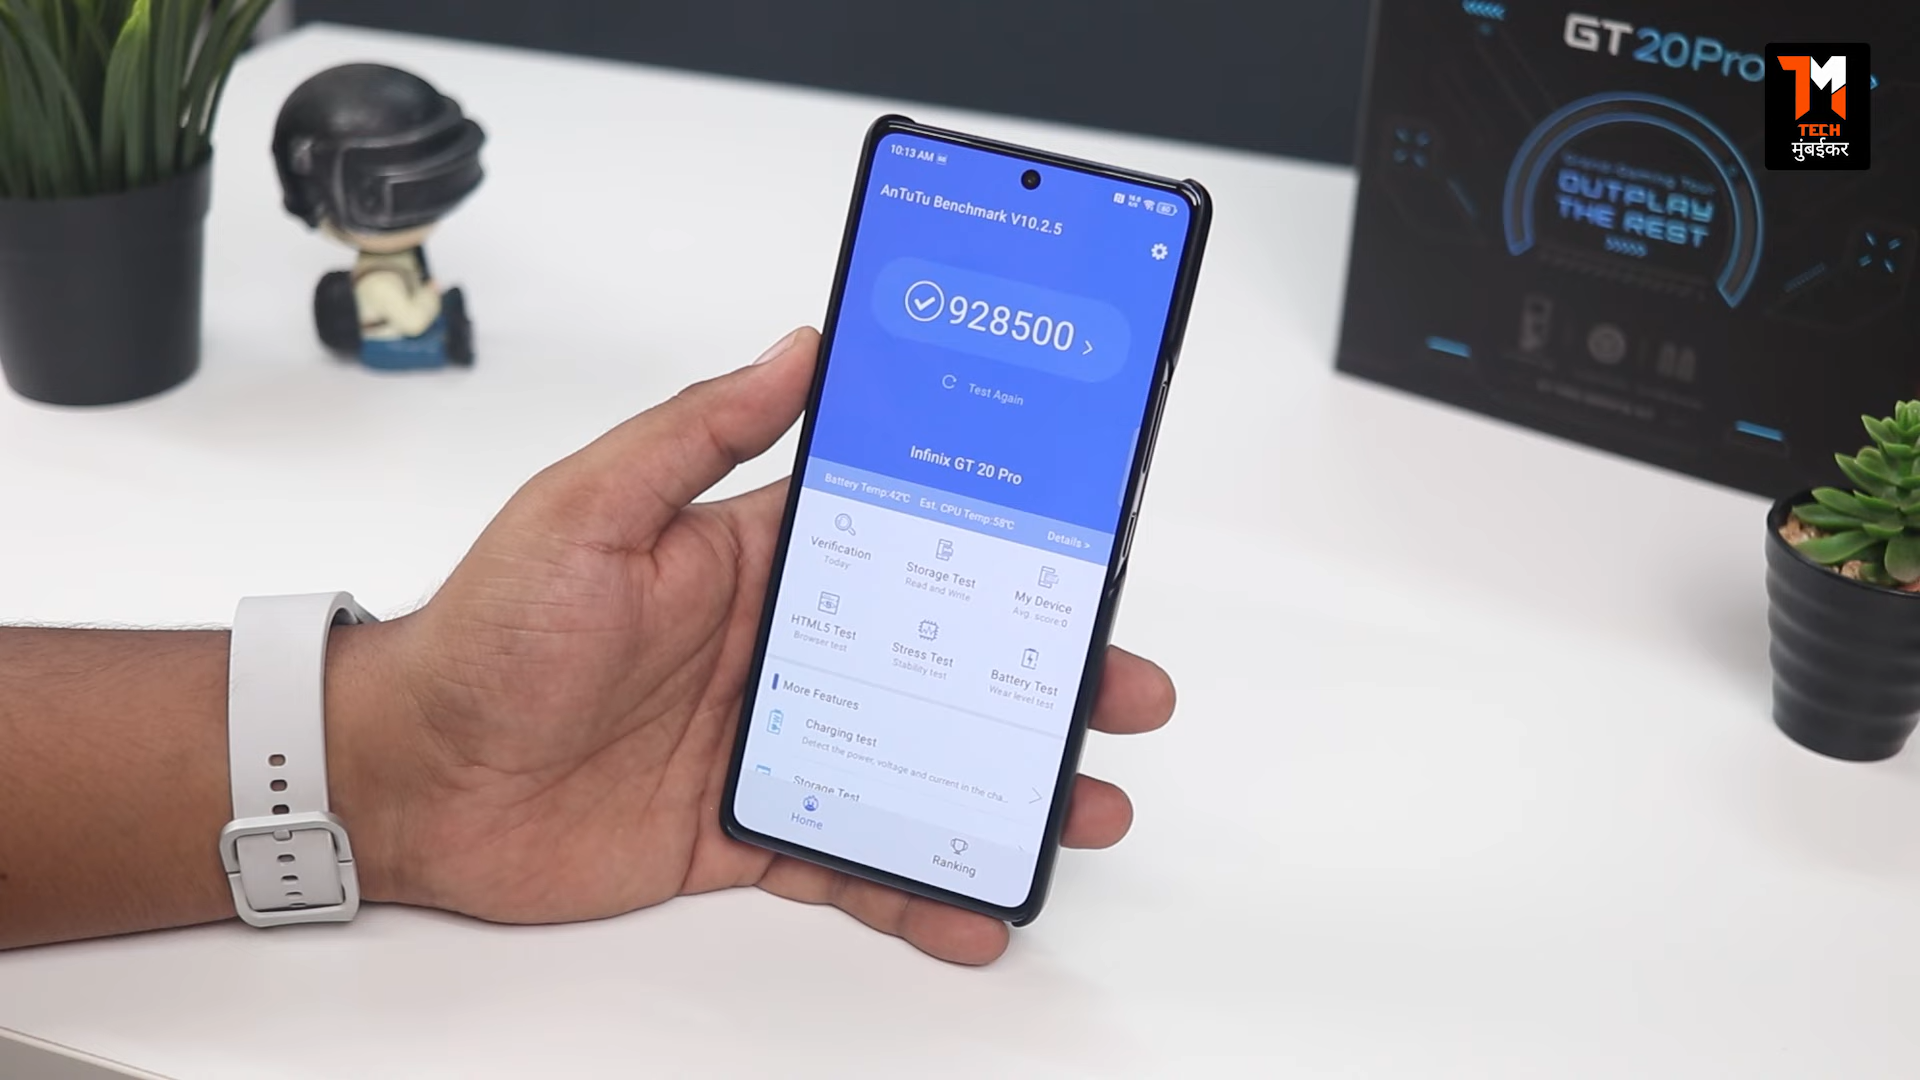 GT 20Pro
TECH
मुंबईकर
OUTPLAY
THE REST
10:13 AM
AnTuTu Benchmark V10.2.5
928500
Test Again
Infinix GT 20 Pro
Battery Temp:42℃ Est. CPU Temp:58℃ Details >
Verification
Today
Storage Test
Read and Write
My Device
Avg. score:0
HTML5 Test
Browser test
Stress Test
Stability test
Battery Test
Wear level test
More Features
Charging test
Detect the power, voltage and current in the cha...
Storage Test
Home
Ranking